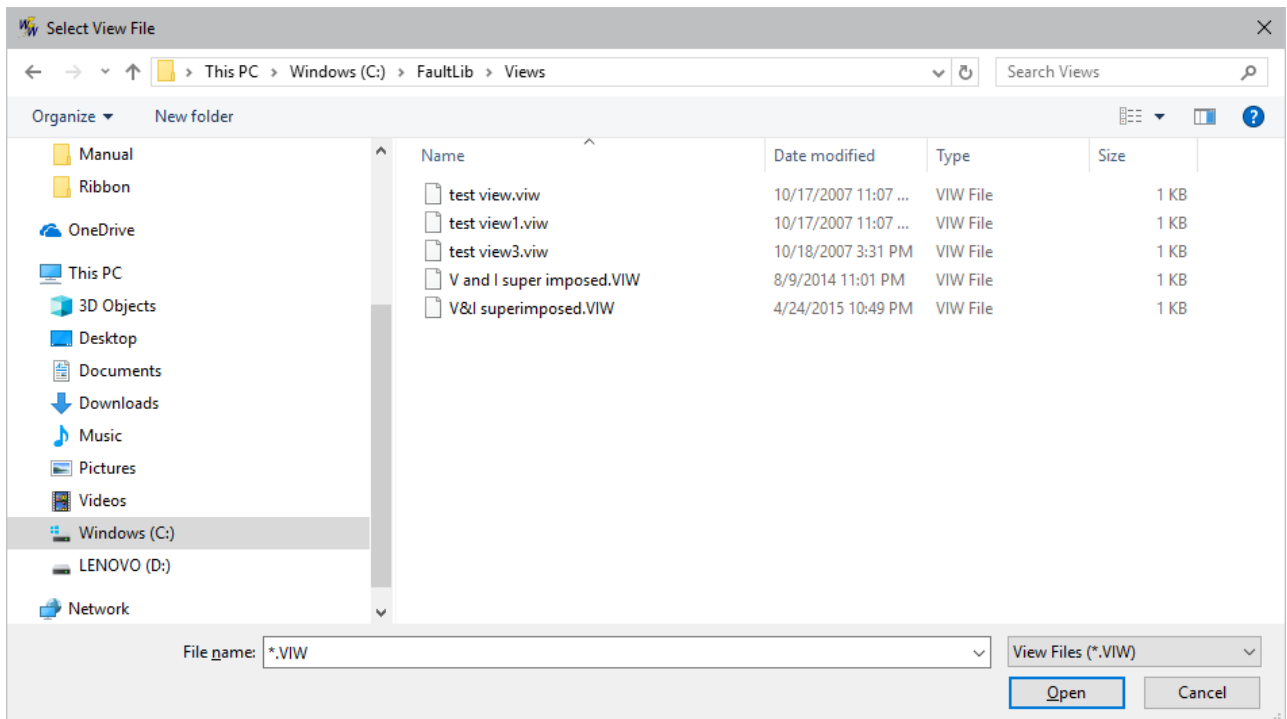 Select View File
This PC > Windows (C:) > FaultLib > Views
Search Views
Organize
New folder
Manual
Ribbon
OneDrive
This PC
3D Objects
Desktop
Documents
Downloads
Music
Pictures
Videos
Windows (C:)
LENOVO (D:)
Network
Name Date modified Type Size
test view.viw 10/17/2007 11:07 ... VIW File 1 KB
test view1.viw 10/17/2007 11:07 ... VIW File 1 KB
test view3.viw 10/18/2007 3:31 PM VIW File 1 KB
V and I super imposed.VIW 8/9/2014 11:01 PM VIW File 1 KB
V&I superimposed.VIW 4/24/2015 10:49 PM VIW File 1 KB
File name: *.VIW
View Files (*.VIW)
Open Cancel